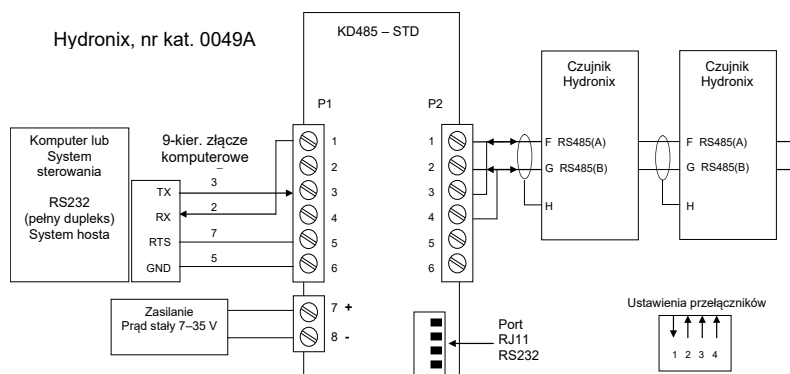 Hydronix, nr kat. 0049A
KD485 – STD
P1
P2
Komputer lub
System
sterowania
RS232
(pełny dupleks)
System hosta
9-kier. złącze
komputerowe
TX
RX
RTS
GND
3
2
7
5
1
2
3
4
5
6
7 +
8 -
Zasilanie
Prąd stały 7–35 V
1
2
3
4
5
6
Port
RJ11
RS232
Czujnik
Hydronix
F RS485(A)
G RS485(B)
H
Czujnik
Hydronix
F RS485(A)
G RS485(B)
H
Ustawienia przełączników
1 2 3 4